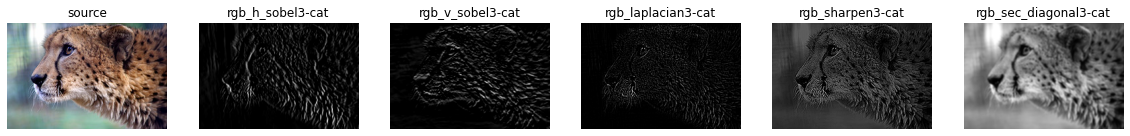 source
rgb_h_sobel3-cat
rgb_v_sobel3-cat
rgb_laplacian3-cat
rgb_sharpen3-cat
rgb_sec_diagonal3-cat